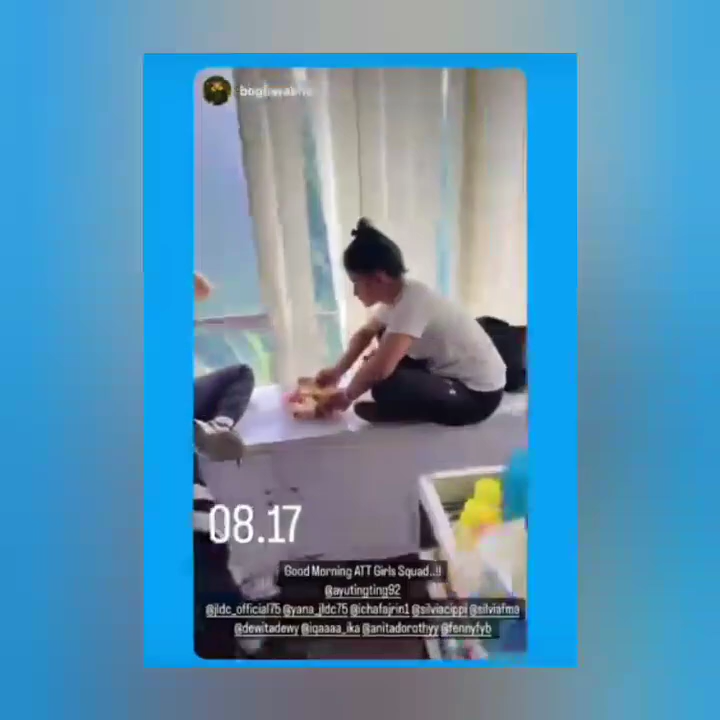 08.17
Good Morning ATT Girls Squad..!!
@ayutingting92
@jldc_official75 @yana_jldc75 @ichafajrin1 @silviacippi @silviafma
@dewitadewy @iqaaaa_ika @anitadorothyy @fennyfyb